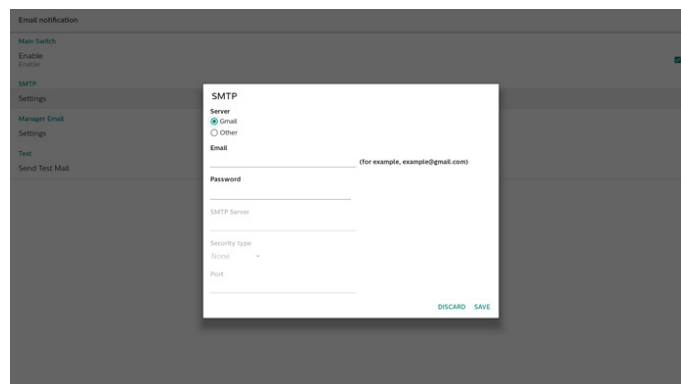 Email notification
Main Switch
Enable
Enable
SMTP
Settings
Manager Email
Settings
Test
Send Test Mail
SMTP
Server
Gmail
Other
Email
(for example, example@gmail.com)
Password
SMTP Server
Security type
None
Port
DISCARD SAVE